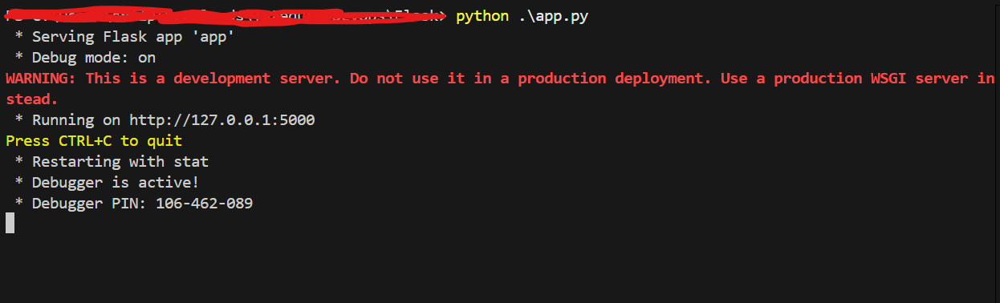 python .\app.py
* Serving Flask app 'app'
* Debug mode: on
WARNING: This is a development server. Do not use it in a production deployment. Use a production WSGI server in
stead.
* Running on http://127.0.0.1:5000
Press CTRL+C to quit
* Restarting with stat
* Debugger is active!
* Debugger PIN: 106-462-089